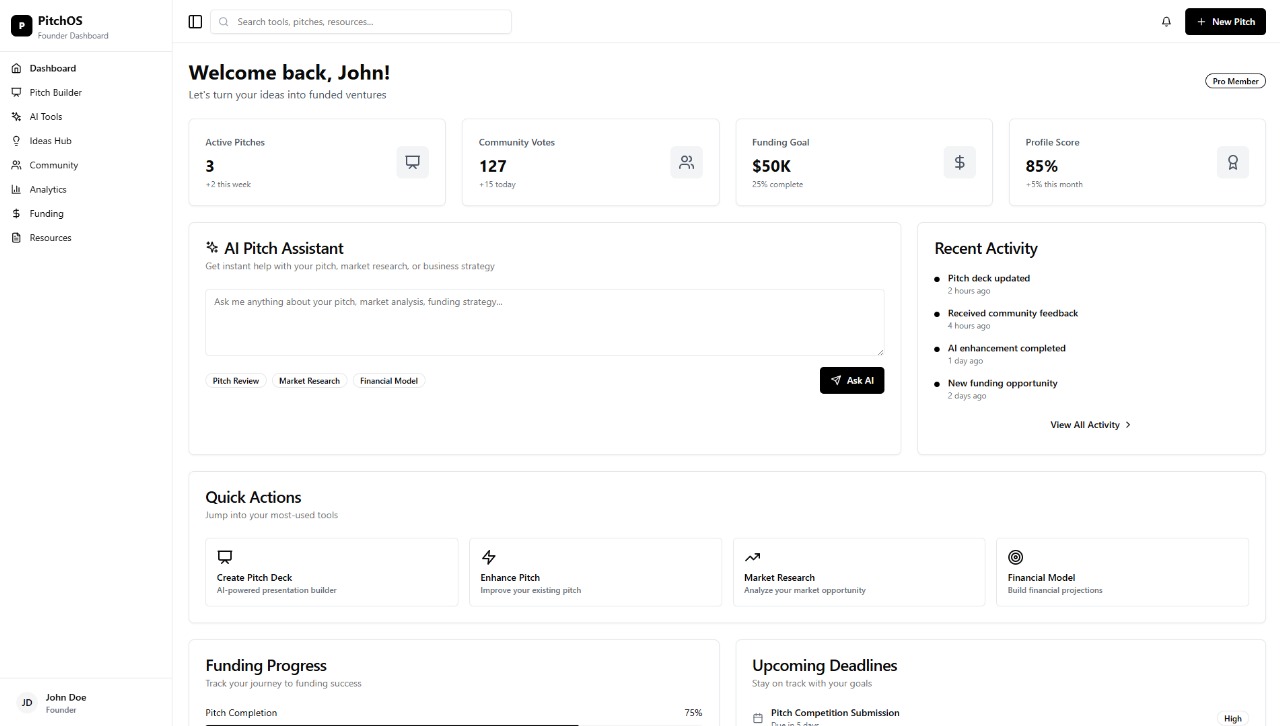 P
PitchOS
Founder Dashboard
Dashboard
Pitch Builder
AI Tools
Ideas Hub
Community
Analytics
Funding
Resources
JD
John Doe
Founder
Search tools, pitches, resources...
+ New Pitch
Welcome back, John!
Let's turn your ideas into funded ventures
Pro Member
Active Pitches
3
+2 this week
Community Votes
127
+15 today
Funding Goal
$50K
25% complete
Profile Score
85%
+5% this month
AI Pitch Assistant
Get instant help with your pitch, market research, or business strategy
Ask me anything about your pitch, market analysis, funding strategy...
Pitch Review
Market Research
Financial Model
Ask AI
Recent Activity
Pitch deck updated
2 hours ago
Received community feedback
4 hours ago
AI enhancement completed
1 day ago
New funding opportunity
2 days ago
View All Activity
Quick Actions
Jump into your most-used tools
Create Pitch Deck
AI-powered presentation builder
Enhance Pitch
Improve your existing pitch
Market Research
Analyze your market opportunity
Financial Model
Build financial projections
Funding Progress
Track your journey to funding success
Pitch Completion 75%
Upcoming Deadlines
Stay on track with your goals
Pitch Competition Submission
Due in 5 days
High